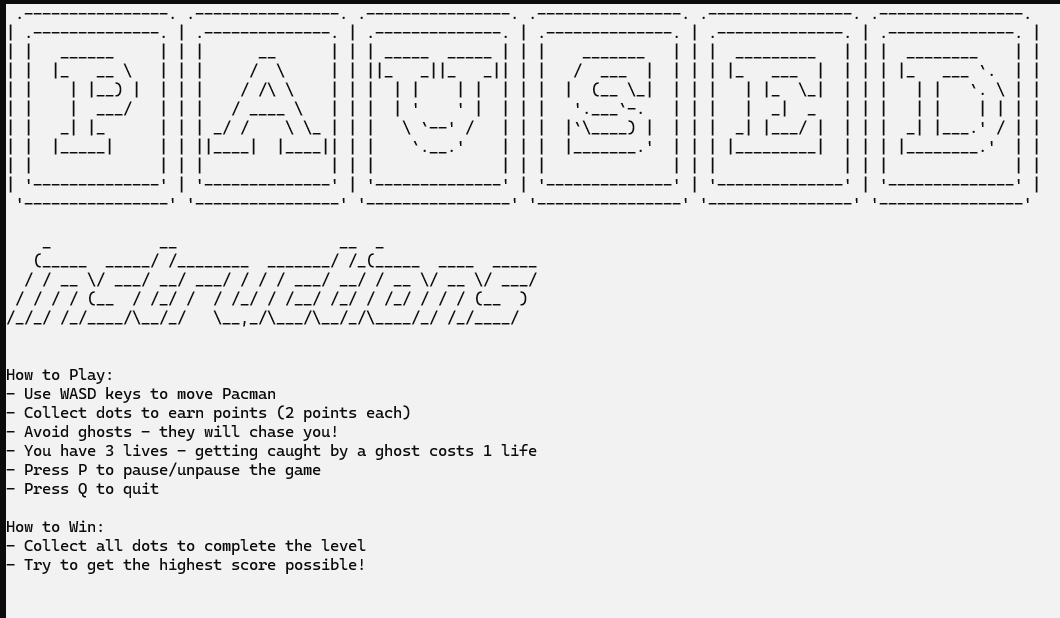 PAUSED
instructions
How to Play:
- Use WASD keys to move Pacman
- Collect dots to earn points (2 points each)
- Avoid ghosts - they will chase you!
- You have 3 lives - getting caught by a ghost costs 1 life
- Press P to pause/unpause the game
- Press Q to quit
How to Win:
- Collect all dots to complete the level
- Try to get the highest score possible!